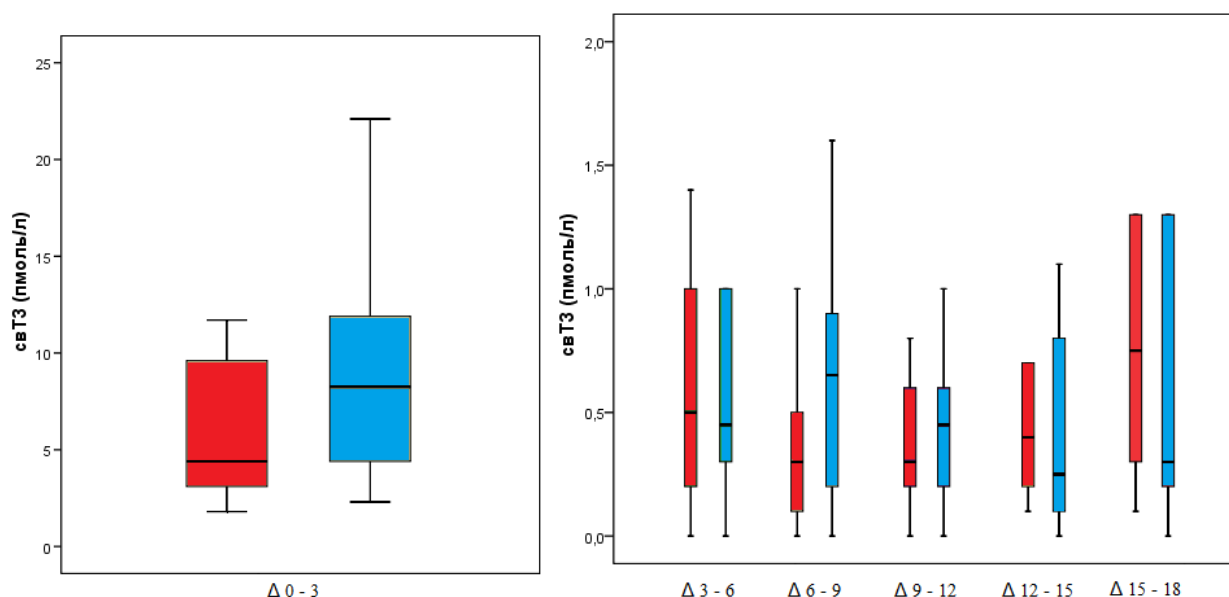 свТ3 (пмоль/л)
25
20
15
10
5
0
Δ 0 - 3
свТ3 (пмоль/л)
2,0
1,5
1,0
0,5
0,0
Δ 3 - 6
Δ 6 - 9
Δ 9 - 12
Δ 12 - 15
Δ 15 - 18